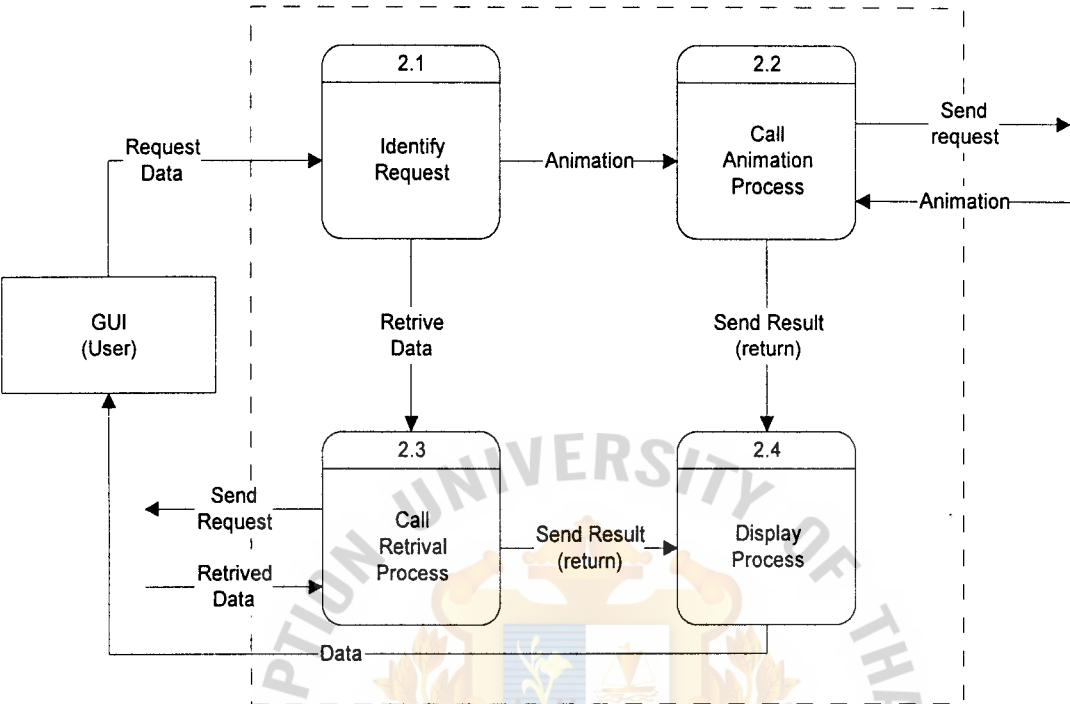 2.1
Identify
Request
2.2
Call
Animation
Process
Request
Data
Animation
Send
request
Animation
GUI
(User)
Retrive
Data
Send Result
(return)
2.3
Call
Retrival
Process
2.4
Display
Process
Send
Request
Retrived
Data
Send Result
(return)
Data
UNIVERSITY OF